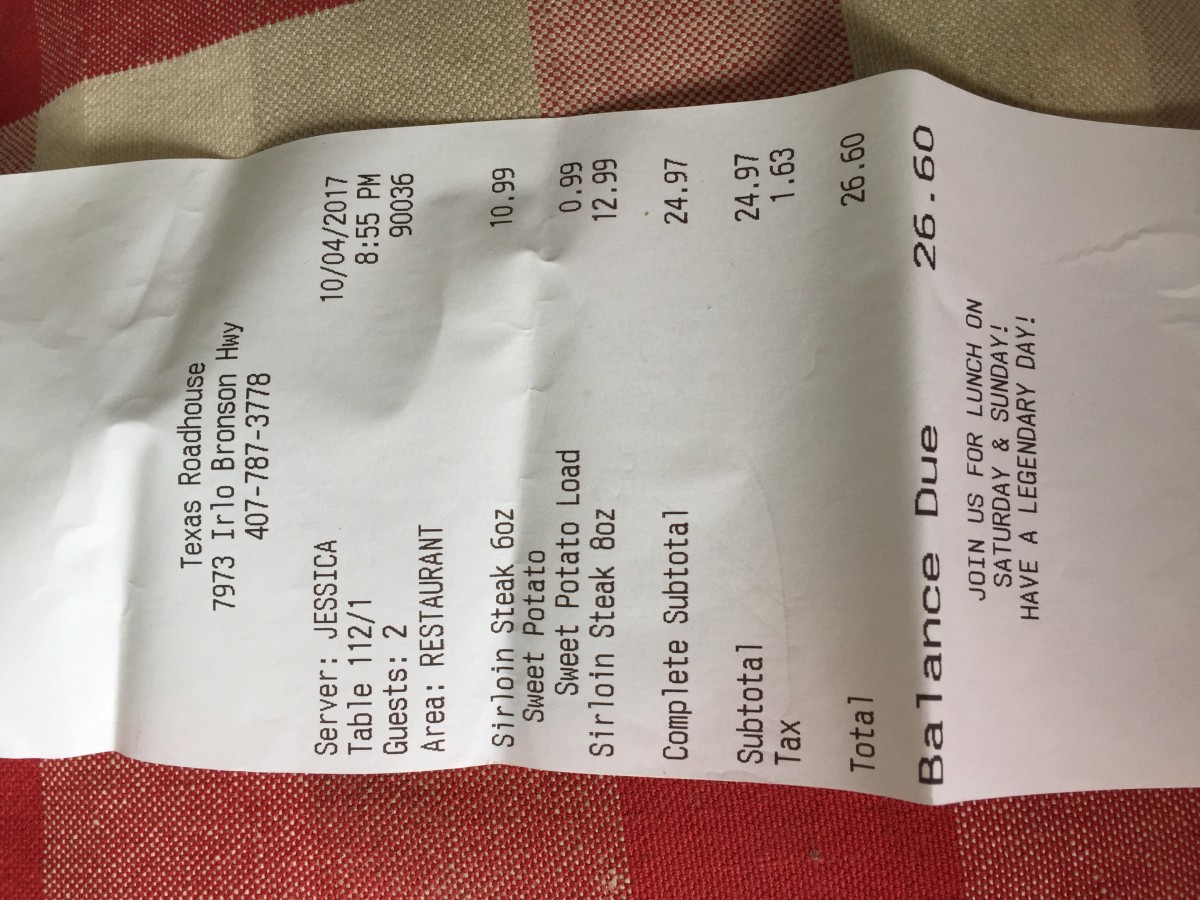 Texas Roadhouse
7973 Irlo Bronson Hwy
407-787-3778
Server: JESSICA 10/04/2017
Table 112/1 8:55 PM
Guests: 2 90036
Area: RESTAURANT
Sirloin Steak 6oz 10.99
Sweet Potato
Sweet Potato Load 0.99
Sirloin Steak 8oz 12.99
Complete Subtotal 24.97
Subtotal 24.97
Tax 1.63
Total 26.60
Balance Due 26.60
JOIN US FOR LUNCH ON
SATURDAY & SUNDAY!
HAVE A LEGENDARY DAY!